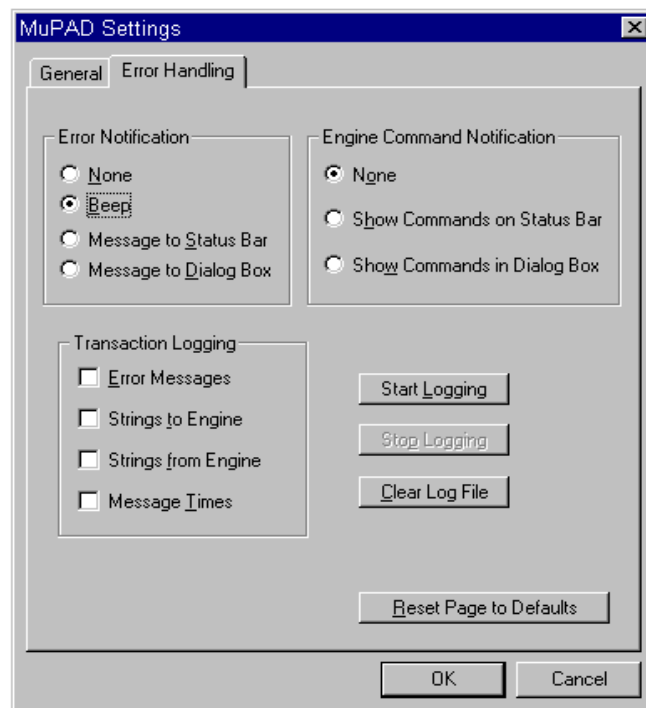 MuPAD Settings
General
Error Handling
Error Notification
None
Beep
Message to Status Bar
Message to Dialog Box
Engine Command Notification
None
Show Commands on Status Bar
Show Commands in Dialog Box
Transaction Logging
Error Messages
Strings to Engine
Strings from Engine
Message Times
Start Logging
Stop Logging
Clear Log File
Reset Page to Defaults
OK
Cancel